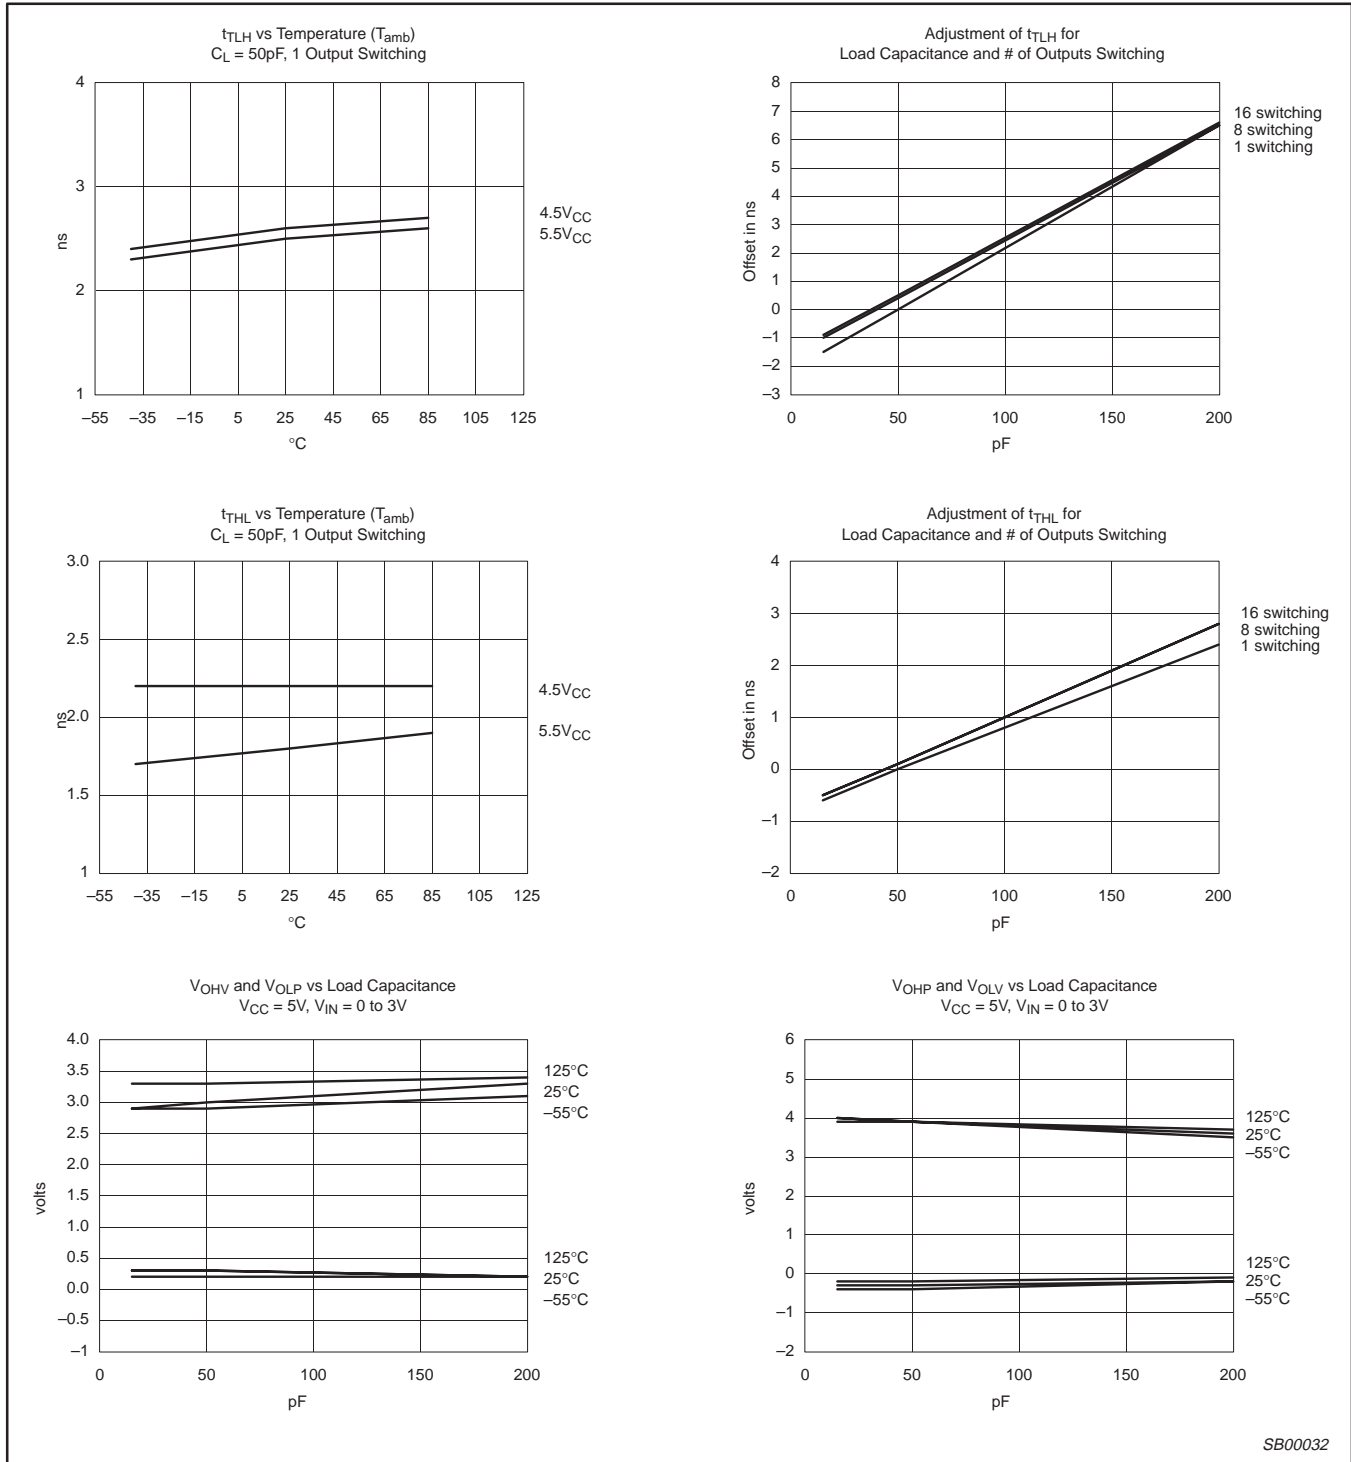 tTLH vs Temperature (Tamb)
CL = 50pF, 1 Output Switching
4
3
2
1
ns
–55 –35 –15 5 25 45 65 85 105 125
°C
4.5VCC
5.5VCC
Adjustment of tTLH for
Load Capacitance and # of Outputs Switching
8
7
6
5
4
3
2
1
0
–1
–2
–3
Offset in ns
0 50 100 150 200
pF
16 switching
8 switching
1 switching
tTHL vs Temperature (Tamb)
CL = 50pF, 1 Output Switching
3.0
2.5
2.0
1.5
1
ns
–55 –35 –15 5 25 45 65 85 105 125
°C
4.5VCC
5.5VCC
Adjustment of tTHL for
Load Capacitance and # of Outputs Switching
4
3
2
1
0
–1
–2
Offset in ns
0 50 100 150 200
pF
16 switching
8 switching
1 switching
VOHV and VOLP vs Load Capacitance
VCC = 5V, VIN = 0 to 3V
4.0
3.5
3.0
2.5
2.0
1.5
1.0
0.5
0.0
–0.5
–1
volts
0 50 100 150 200
pF
125°C
25°C
–55°C
125°C
25°C
–55°C
VOHP and VOLV vs Load Capacitance
VCC = 5V, VIN = 0 to 3V
6
5
4
3
2
1
0
–1
–2
volts
0 50 100 150 200
pF
125°C
25°C
–55°C
125°C
25°C
–55°C
SB00032